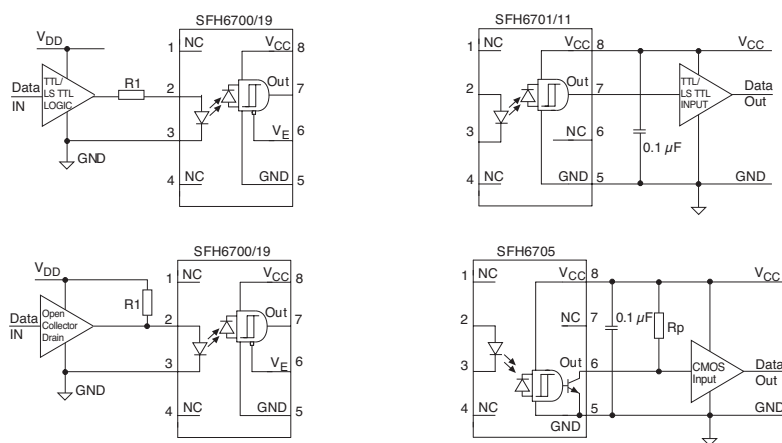 SFH6700/19
VDD
1 NC
VCC 8
TTL/
LS TTL
LOGIC
Data
IN
R1
2
Out 7
3
VE 6
GND
4 NC
GND 5
SFH6701/11
1 NC
VCC 8
VCC
2
Out
7
TTL/
LS TTL
INPUT
Data
Out
3
NC 6
0.1 µF
4 NC
GND 5
GND
SFH6700/19
VDD
1 NC
VCC 8
R1
Open
Collector
Drain
Data
IN
2
Out 7
3
VE 6
GND
4 NC
GND 5
SFH6705
1 NC
VCC 8
VCC
2
NC 7
0.1 µF
Rp
3
Out 6
CMOS
Input
Data
Out
4 NC
5
GND
GND